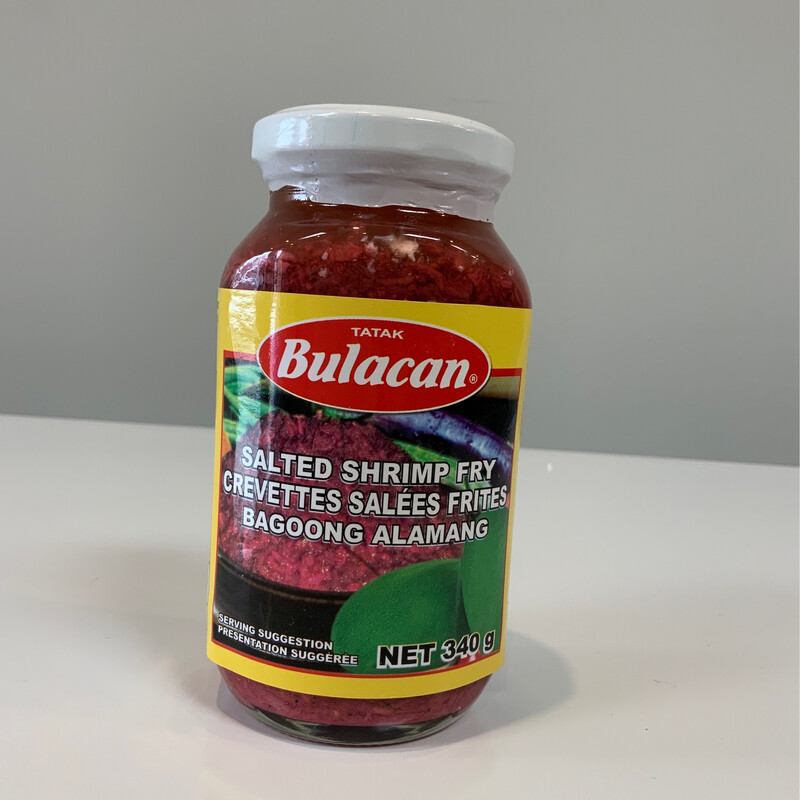 TATAK
Bulacan®
SALTED SHRIMP FRY
CREVETTES SALÉES FRITES
BAGOONG ALAMANG
SERVING SUGGESTION
PRÉSENTATION SUGGÉRÉE
NET 340 g